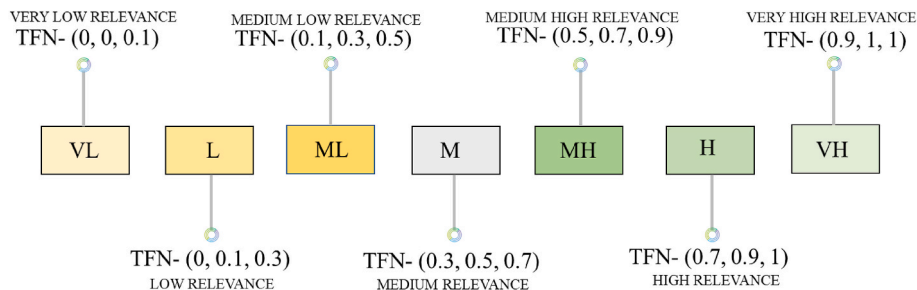 VERY LOW RELEVANCE
TFN- (0, 0, 0.1)
MEDIUM LOW RELEVANCE
TFN- (0.1, 0.3, 0.5)
MEDIUM HIGH RELEVANCE
TFN- (0.5, 0.7, 0.9)
VERY HIGH RELEVANCE
TFN- (0.9, 1, 1)
VL
L
ML
M
MH
H
VH
TFN- (0, 0.1, 0.3)
LOW RELEVANCE
TFN- (0.3, 0.5, 0.7)
MEDIUM RELEVANCE
TFN- (0.7, 0.9, 1)
HIGH RELEVANCE